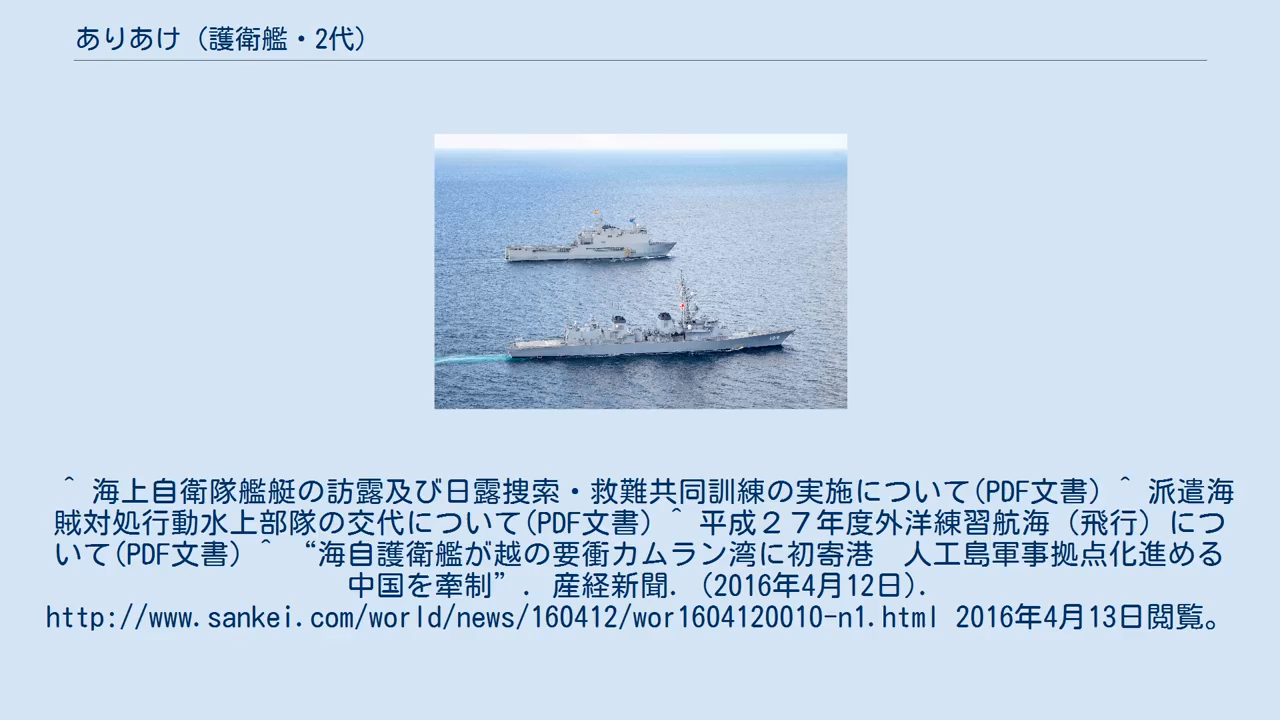 ありあけ（護衛艦・2代）
^ 海上自衛隊艦艇の訪露及び日露捜索・救難共同訓練の実施について(PDF文書) ^ 派遣海
賊対処行動水上部隊の交代について(PDF文書) ^ 平成２７年度外洋練習航海（飛行）につ
いて(PDF文書) ^ “海自護衛艦が越の要衝カムラン湾に初寄港　人工島軍事拠点化進める
中国を牽制”. 産経新聞. (2016年4月12日).
http://www.sankei.com/world/news/160412/wor1604120010-n1.html 2016年4月13日閲覧。